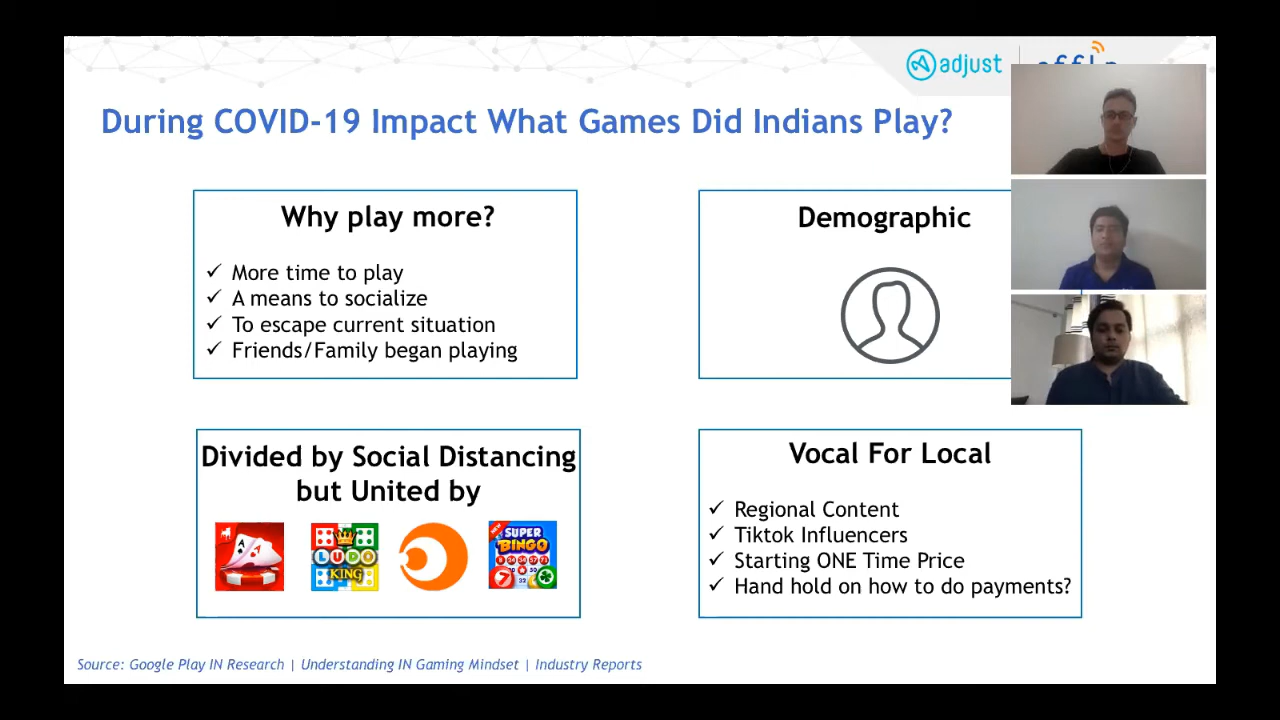 adjust
During COVID-19 Impact What Games Did Indians Play?
Why play more?
✓ More time to play
✓ A means to socialize
✓ To escape current situation
✓ Friends/Family began playing
Demographic
Divided by Social Distancing
but United by
LUDO
KING
NEW
SUPER
BINGO
Vocal For Local
✓ Regional Content
✓ Tiktok Influencers
✓ Starting ONE Time Price
✓ Hand hold on how to do payments?
Source: Google Play IN Research | Understanding IN Gaming Mindset | Industry Reports